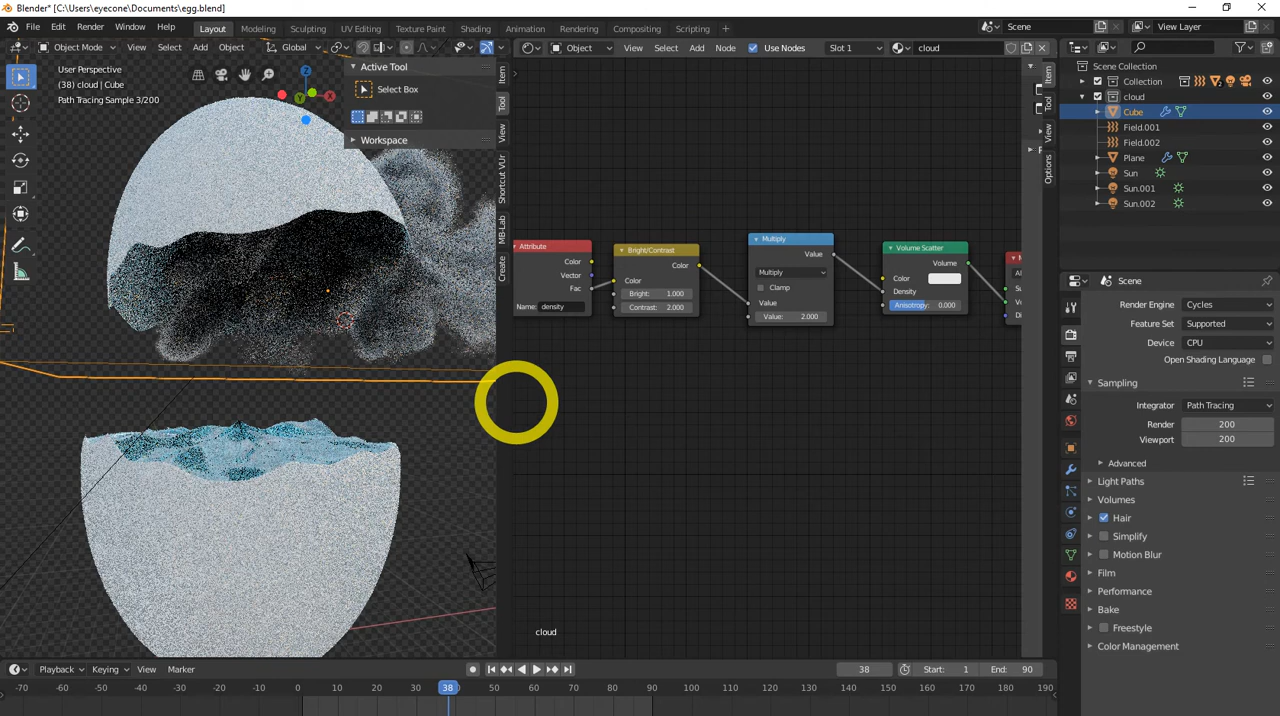 Blender* [C:\Users\eyecone\Documents\egg.blend]
File Edit Render Window Help Layout Modeling Sculpting UV Editing Texture Paint Shading Animation Rendering Compositing Scripting Scene View Layer
Object Mode View Select Add Object Global Object View Select Add Node Use Nodes Slot 1 cloud
User Perspective
(38) cloud | Cube
Path Tracing Sample 3/200
Active Tool
Select Box
Workspace
Item
Tool
View
Shortcut VUr
MB-Lab
Create
Attribute
Color
Vector
Fac
Name: density
Bright/Contrast
Color
Color
Bright: 1.000
Contrast: 2.000
Multiply
Value
Multiply
Clamp
Value
Value: 2.000
Volume Scatter
Volume
Color
Density
Anisotropy: 0.000
cloud
Item
Tool
View
Options
Scene Collection
Collection
cloud
Cube
Field.001
Field.002
Plane
Sun
Sun.001
Sun.002
Scene
Render Engine Cycles
Feature Set Supported
Device CPU
Open Shading Language
Sampling
Integrator Path Tracing
Render 200
Viewport 200
Advanced
Light Paths
Volumes
Hair
Simplify
Motion Blur
Film
Performance
Bake
Freestyle
Color Management
Playback Keying View Marker 38 Start: 1 End: 90
-70 -60 -50 -40 -30 -20 -10 0 10 20 30 38 50 60 70 80 90 100 110 120 130 140 150 160 170 180 190